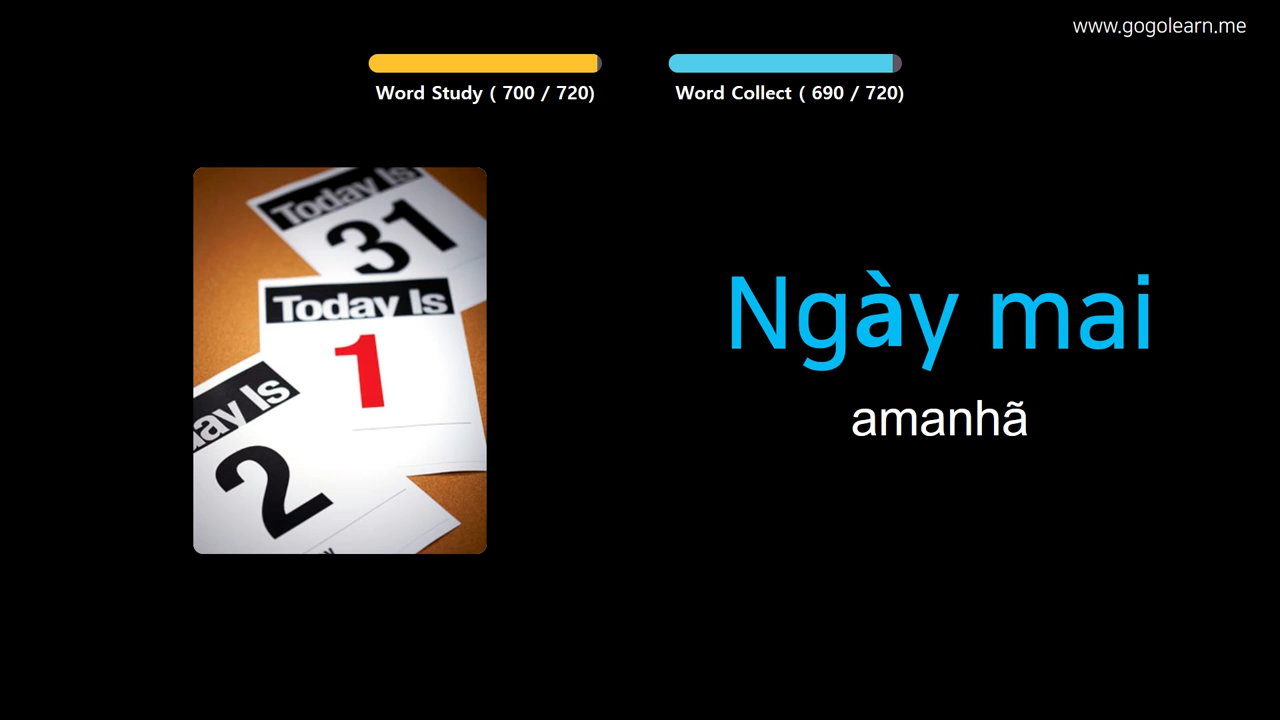 www.gogolearn.me
Word Study ( 700 / 720)
Word Collect ( 690 / 720)
Today Is
31
Today Is
1
ay Is
2
Ngày mai
amanhã